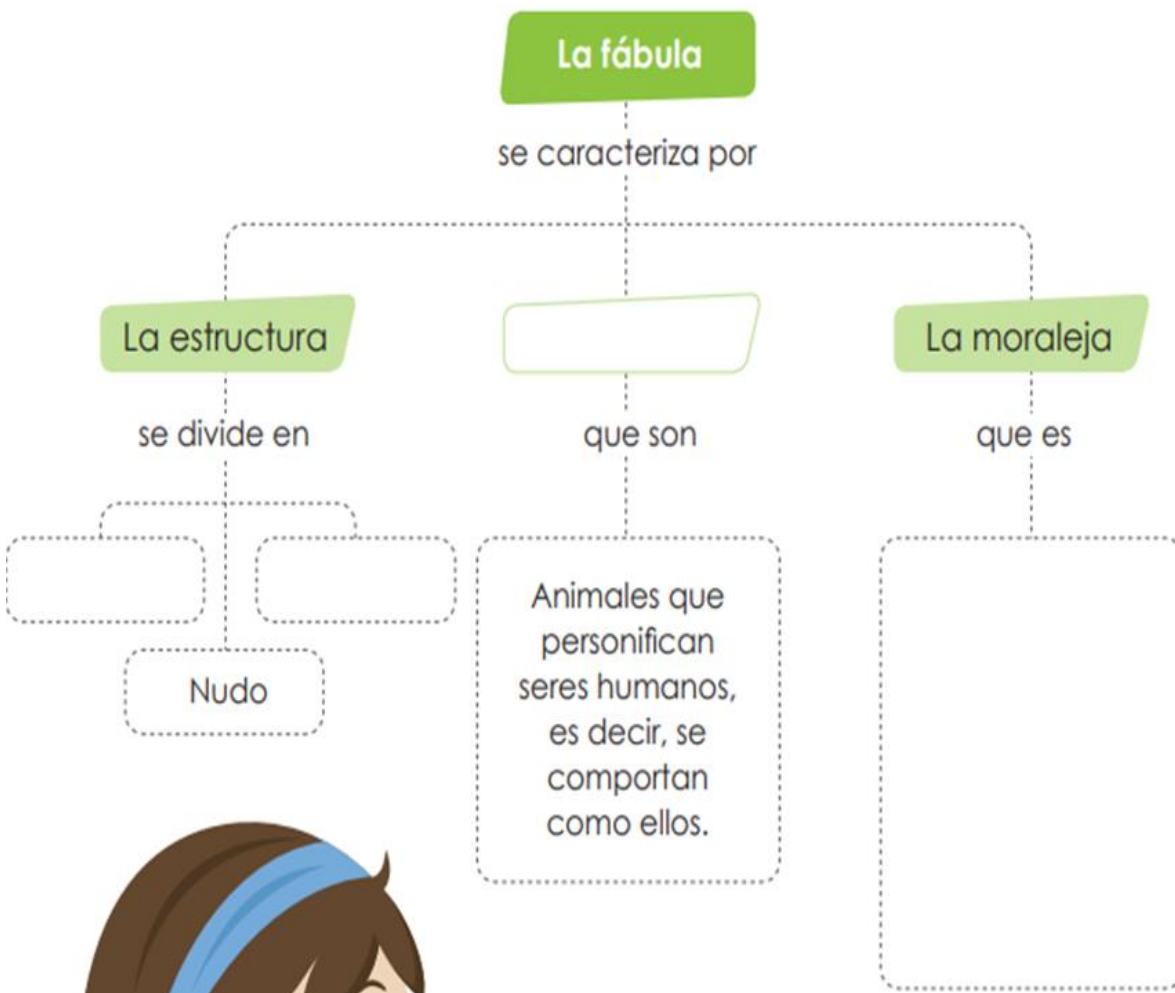 La fábula
se caracteriza por
La estructura
La moraleja
se divide en
que son
que es
Nudo
Animales que
personifican
seres humanos,
es decir, se
comportan
como ellos.